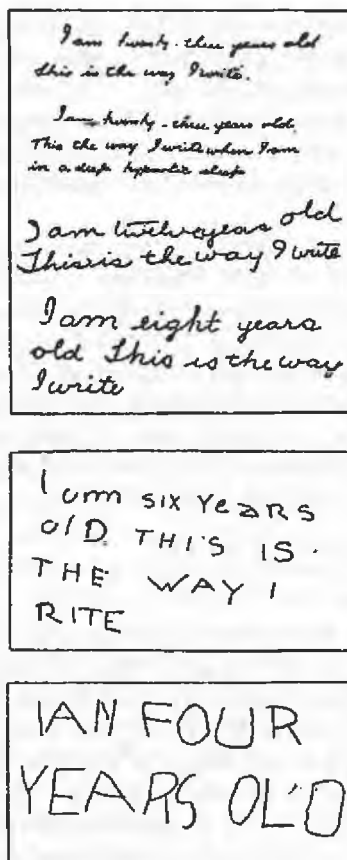 I am twenty-three years old
this is the way I write.
I am twenty-three years old.
This the way I write when I am
in a deep hypnotic sleep
I am twelve years old
This is the way I write
I am eight years
old This is the way
I write
I am SIX YeaRS
OlD THIS IS.
THE WAY I
RITE
IAN FOUR
YEARS OLD